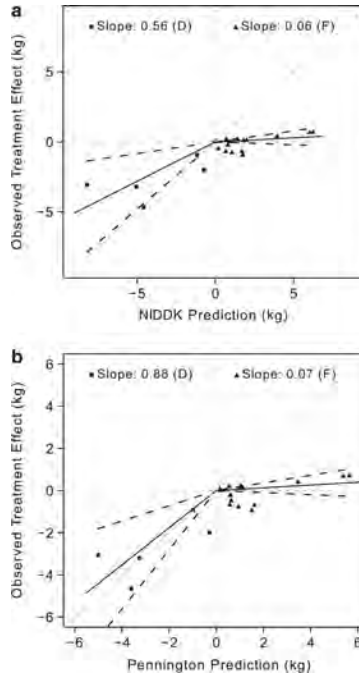 a
Slope: 0.56 (D) Slope: 0.06 (F)
5
0
−5
Observed Treatment Effect (kg)
−5 0 5
NIDDK Prediction (kg)
b
Slope: 0.88 (D) Slope: 0.07 (F)
6
4
2
0
−2
−4
−6
Observed Treatment Effect (kg)
−6 −4 −2 0 2 4 6
Pennington Prediction (kg)